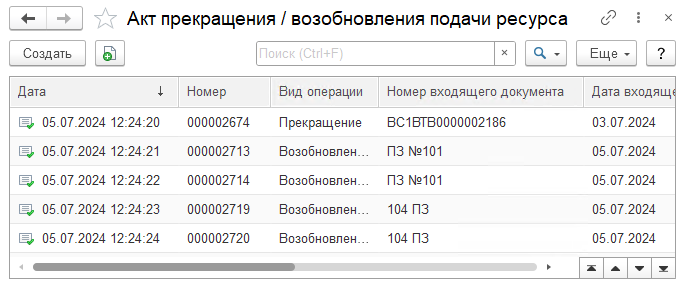 Акт прекращения / возобновления подачи ресурса
Создать Поиск (Ctrl+F) × Еще ?
Дата ↓ Номер Вид операции Номер входящего документа Дата входяще
05.07.2024 12:24:20 000002674 Прекращение ВС1ВТВ0000002186 03.07.2024
05.07.2024 12:24:21 000002713 Возобновлен... ПЗ №101 05.07.2024
05.07.2024 12:24:22 000002714 Возобновлен... ПЗ №101 05.07.2024
05.07.2024 12:24:23 000002719 Возобновлен... 104 ПЗ 05.07.2024
05.07.2024 12:24:24 000002720 Возобновлен... 104 ПЗ 05.07.2024